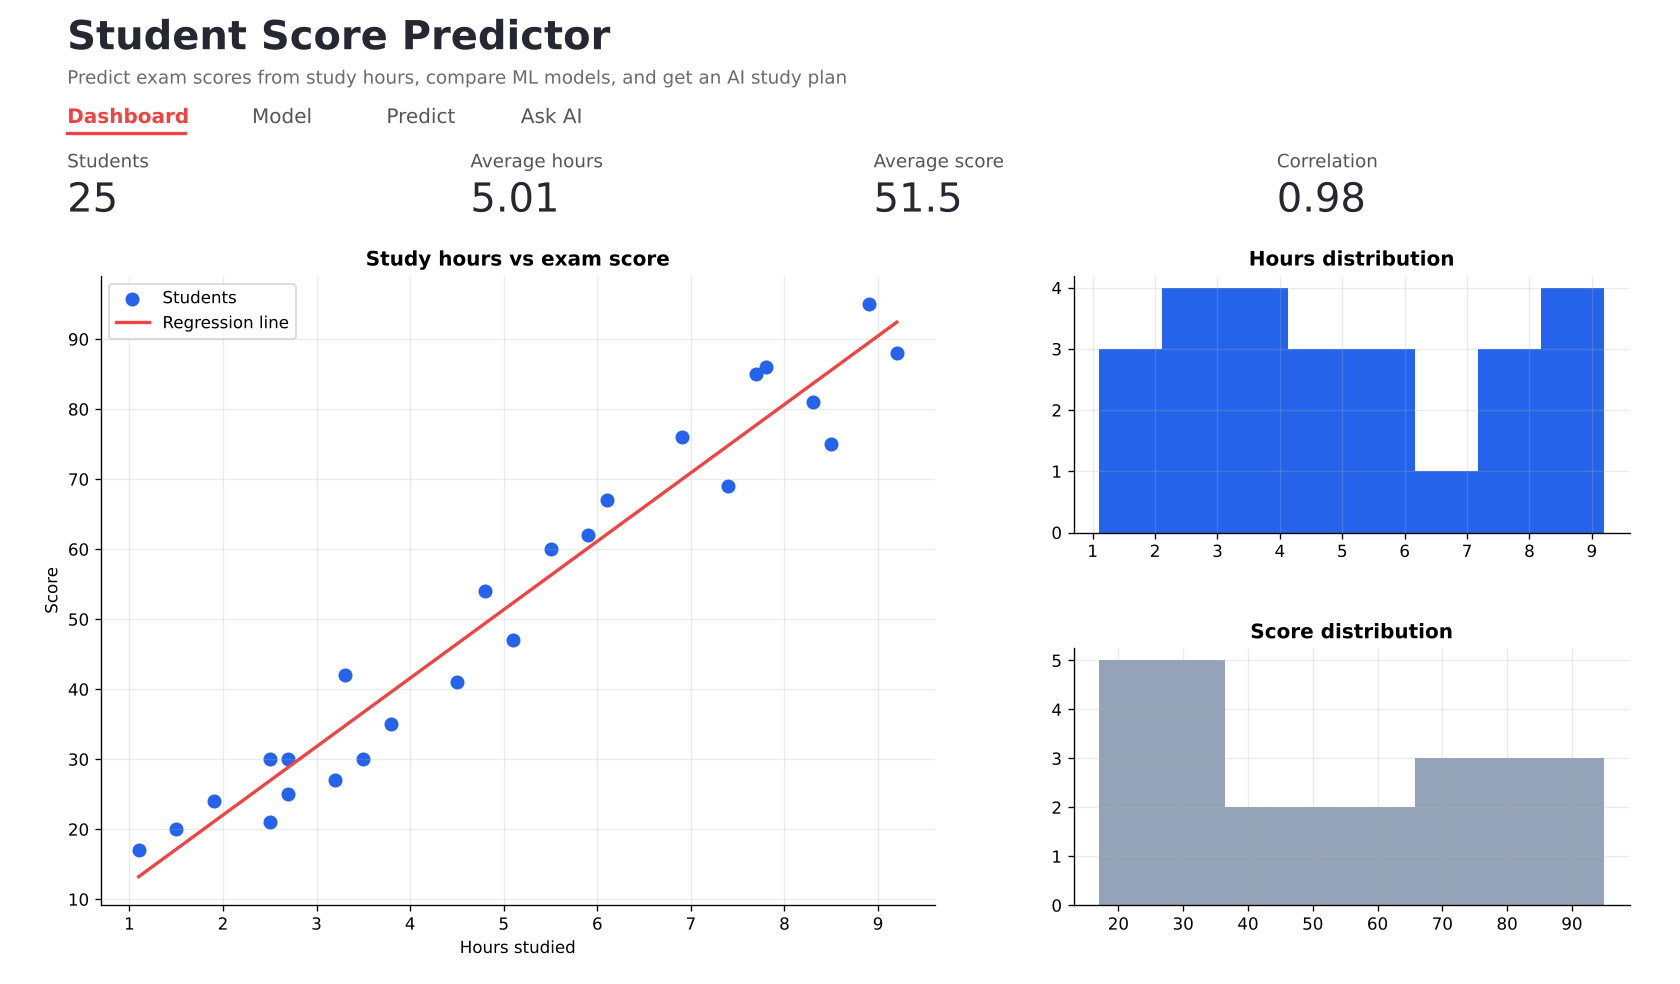 Student Score Predictor
Predict exam scores from study hours, compare ML models, and get an AI study plan
Dashboard Model Predict Ask AI
Students Average hours Average score Correlation
25 5.01 51.5 0.98
Study hours vs exam score
Students
Regression line
90
80
70
60
50
40
30
20
10
Score
1 2 3 4 5 6 7 8 9
Hours studied
Hours distribution
4
3
2
1
0
1 2 3 4 5 6 7 8 9
Score distribution
5
4
3
2
1
0
20 30 40 50 60 70 80 90